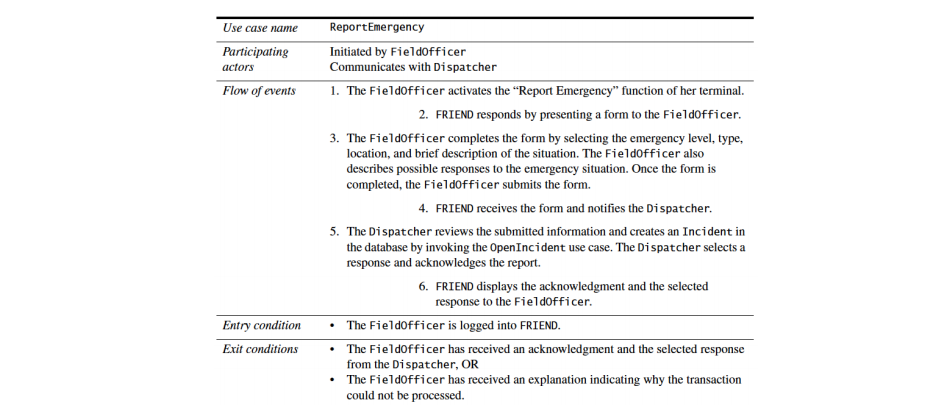 Use case name ReportEmergency
Participating Initiated by FieldOfficer
actors Communicates with Dispatcher
Flow of events 1. The FieldOfficer activates the “Report Emergency” function of her terminal.
2. FRIEND responds by presenting a form to the FieldOfficer.
3. The FieldOfficer completes the form by selecting the emergency level, type,
location, and brief description of the situation. The FieldOfficer also
describes possible responses to the emergency situation. Once the form is
completed, the FieldOfficer submits the form.
4. FRIEND receives the form and notifies the Dispatcher.
5. The Dispatcher reviews the submitted information and creates an Incident in
the database by invoking the OpenIncident use case. The Dispatcher selects a
response and acknowledges the report.
6. FRIEND displays the acknowledgment and the selected
response to the FieldOfficer.
Entry condition • The FieldOfficer is logged into FRIEND.
Exit conditions • The FieldOfficer has received an acknowledgment and the selected response
from the Dispatcher, OR
• The FieldOfficer has received an explanation indicating why the transaction
could not be processed.